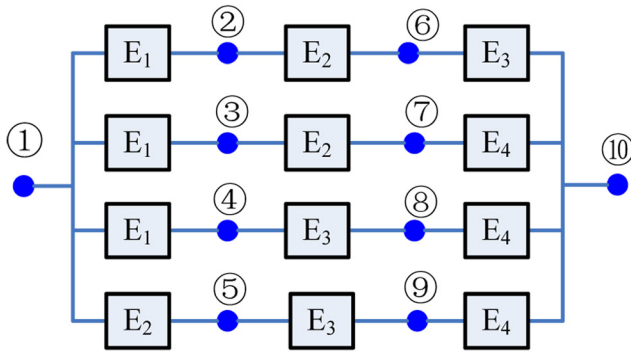 ② ⑥
E₁ E₂ E₃
① ③ ⑦ ⑩
E₁ E₂ E₄
④ ⑧
E₁ E₃ E₄
⑤ ⑨
E₂ E₃ E₄